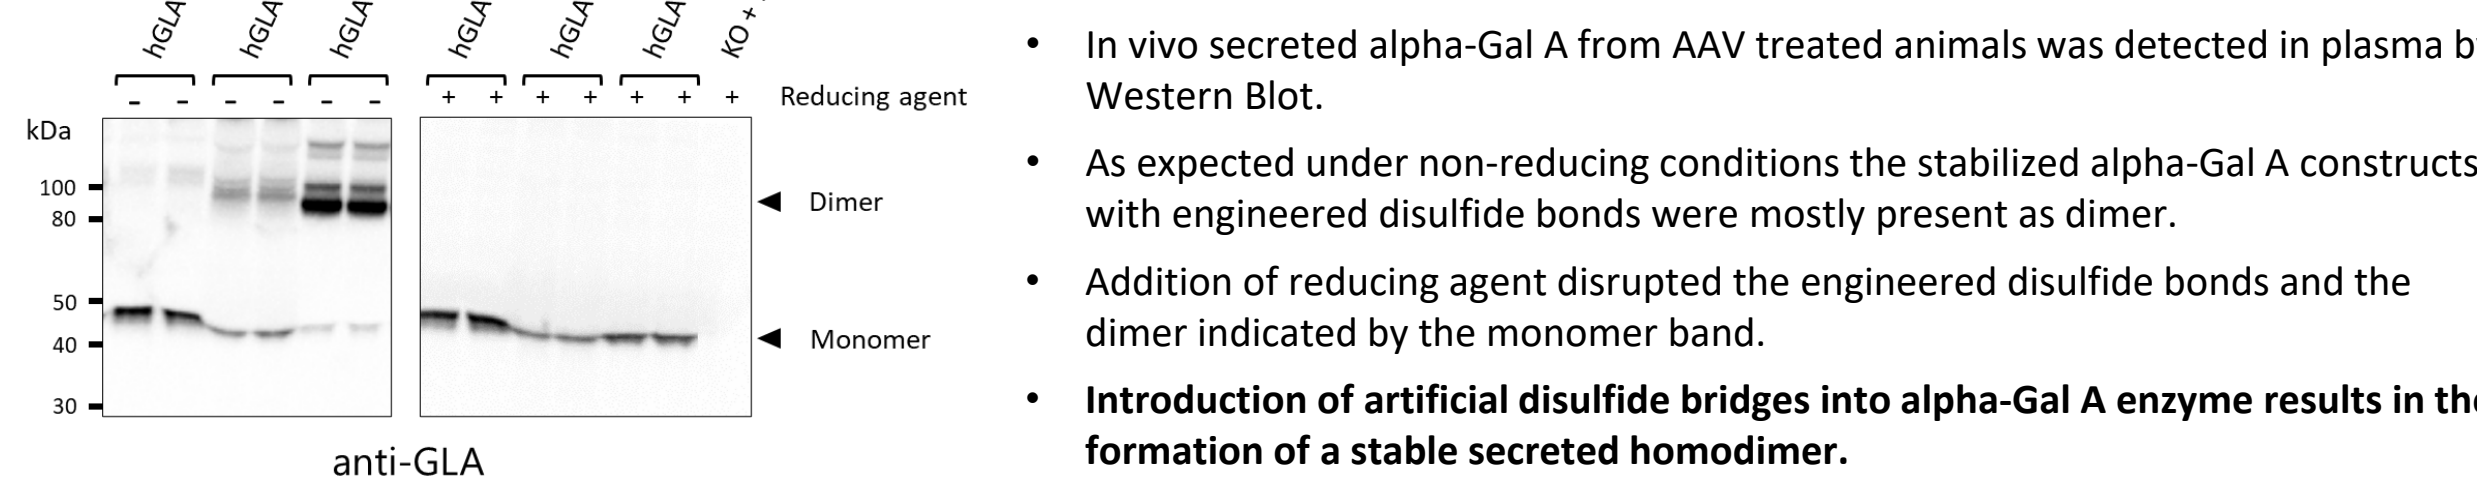 hGLA hGLA hGLA hGLA hGLA hGLA KO +
- - - - - - + + + + + + + Reducing agent
kDa
100
80
50
40
30
Dimer
Monomer
anti-GLA
• In vivo secreted alpha-Gal A from AAV treated animals was detected in plasma
Western Blot.
• As expected under non-reducing conditions the stabilized alpha-Gal A constructs
with engineered disulfide bonds were mostly present as dimer.
• Addition of reducing agent disrupted the engineered disulfide bonds and the
dimer indicated by the monomer band.
• Introduction of artificial disulfide bridges into alpha-Gal A enzyme results in
formation of a stable secreted homodimer.